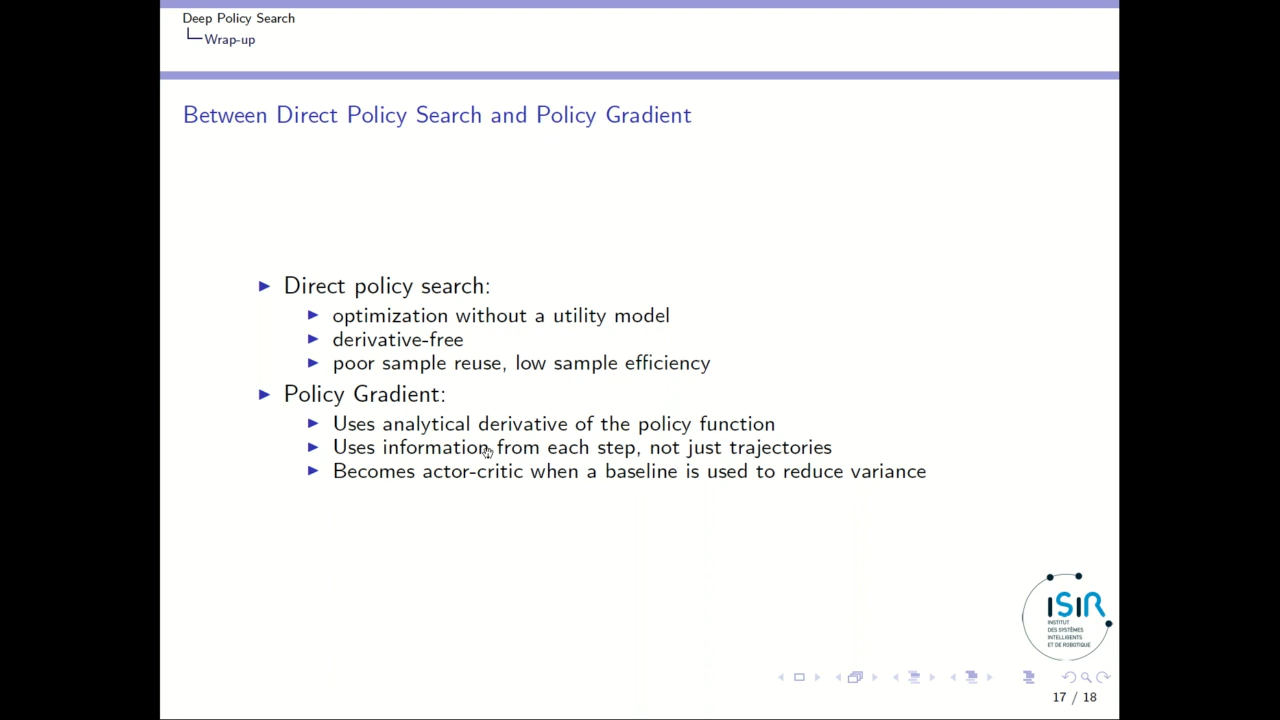 Deep Policy Search
Wrap-up
Between Direct Policy Search and Policy Gradient
Direct policy search:
optimization without a utility model
derivative-free
poor sample reuse, low sample efficiency
Policy Gradient:
Uses analytical derivative of the policy function
Uses information from each step, not just trajectories
Becomes actor-critic when a baseline is used to reduce variance
ISIR
INSTITUT
DES SYSTÈMES
INTELLIGENTS
ET DE ROBOTIQUE
17 / 18